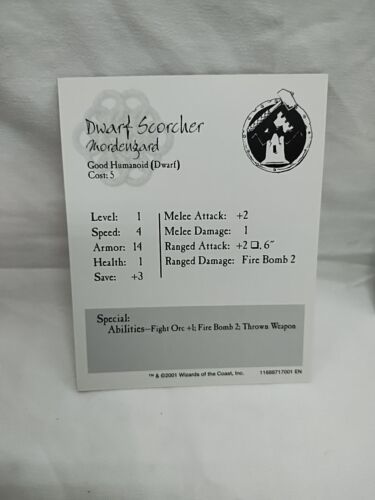 Dwarf Scorcher
Mordengard
Good Humanoid (Dwarf)
Cost: 5
Level: 1
Speed: 4
Armor: 14
Health: 1
Save: +3
Melee Attack: +2
Melee Damage: 1
Ranged Attack: +2 ❑, 6"
Ranged Damage: Fire Bomb 2
Special:
Abilities—Fight Orc +1; Fire Bomb 2; Thrown Weapon
™ & ©2001 Wizards of the Coast, Inc.
11688717001 EN